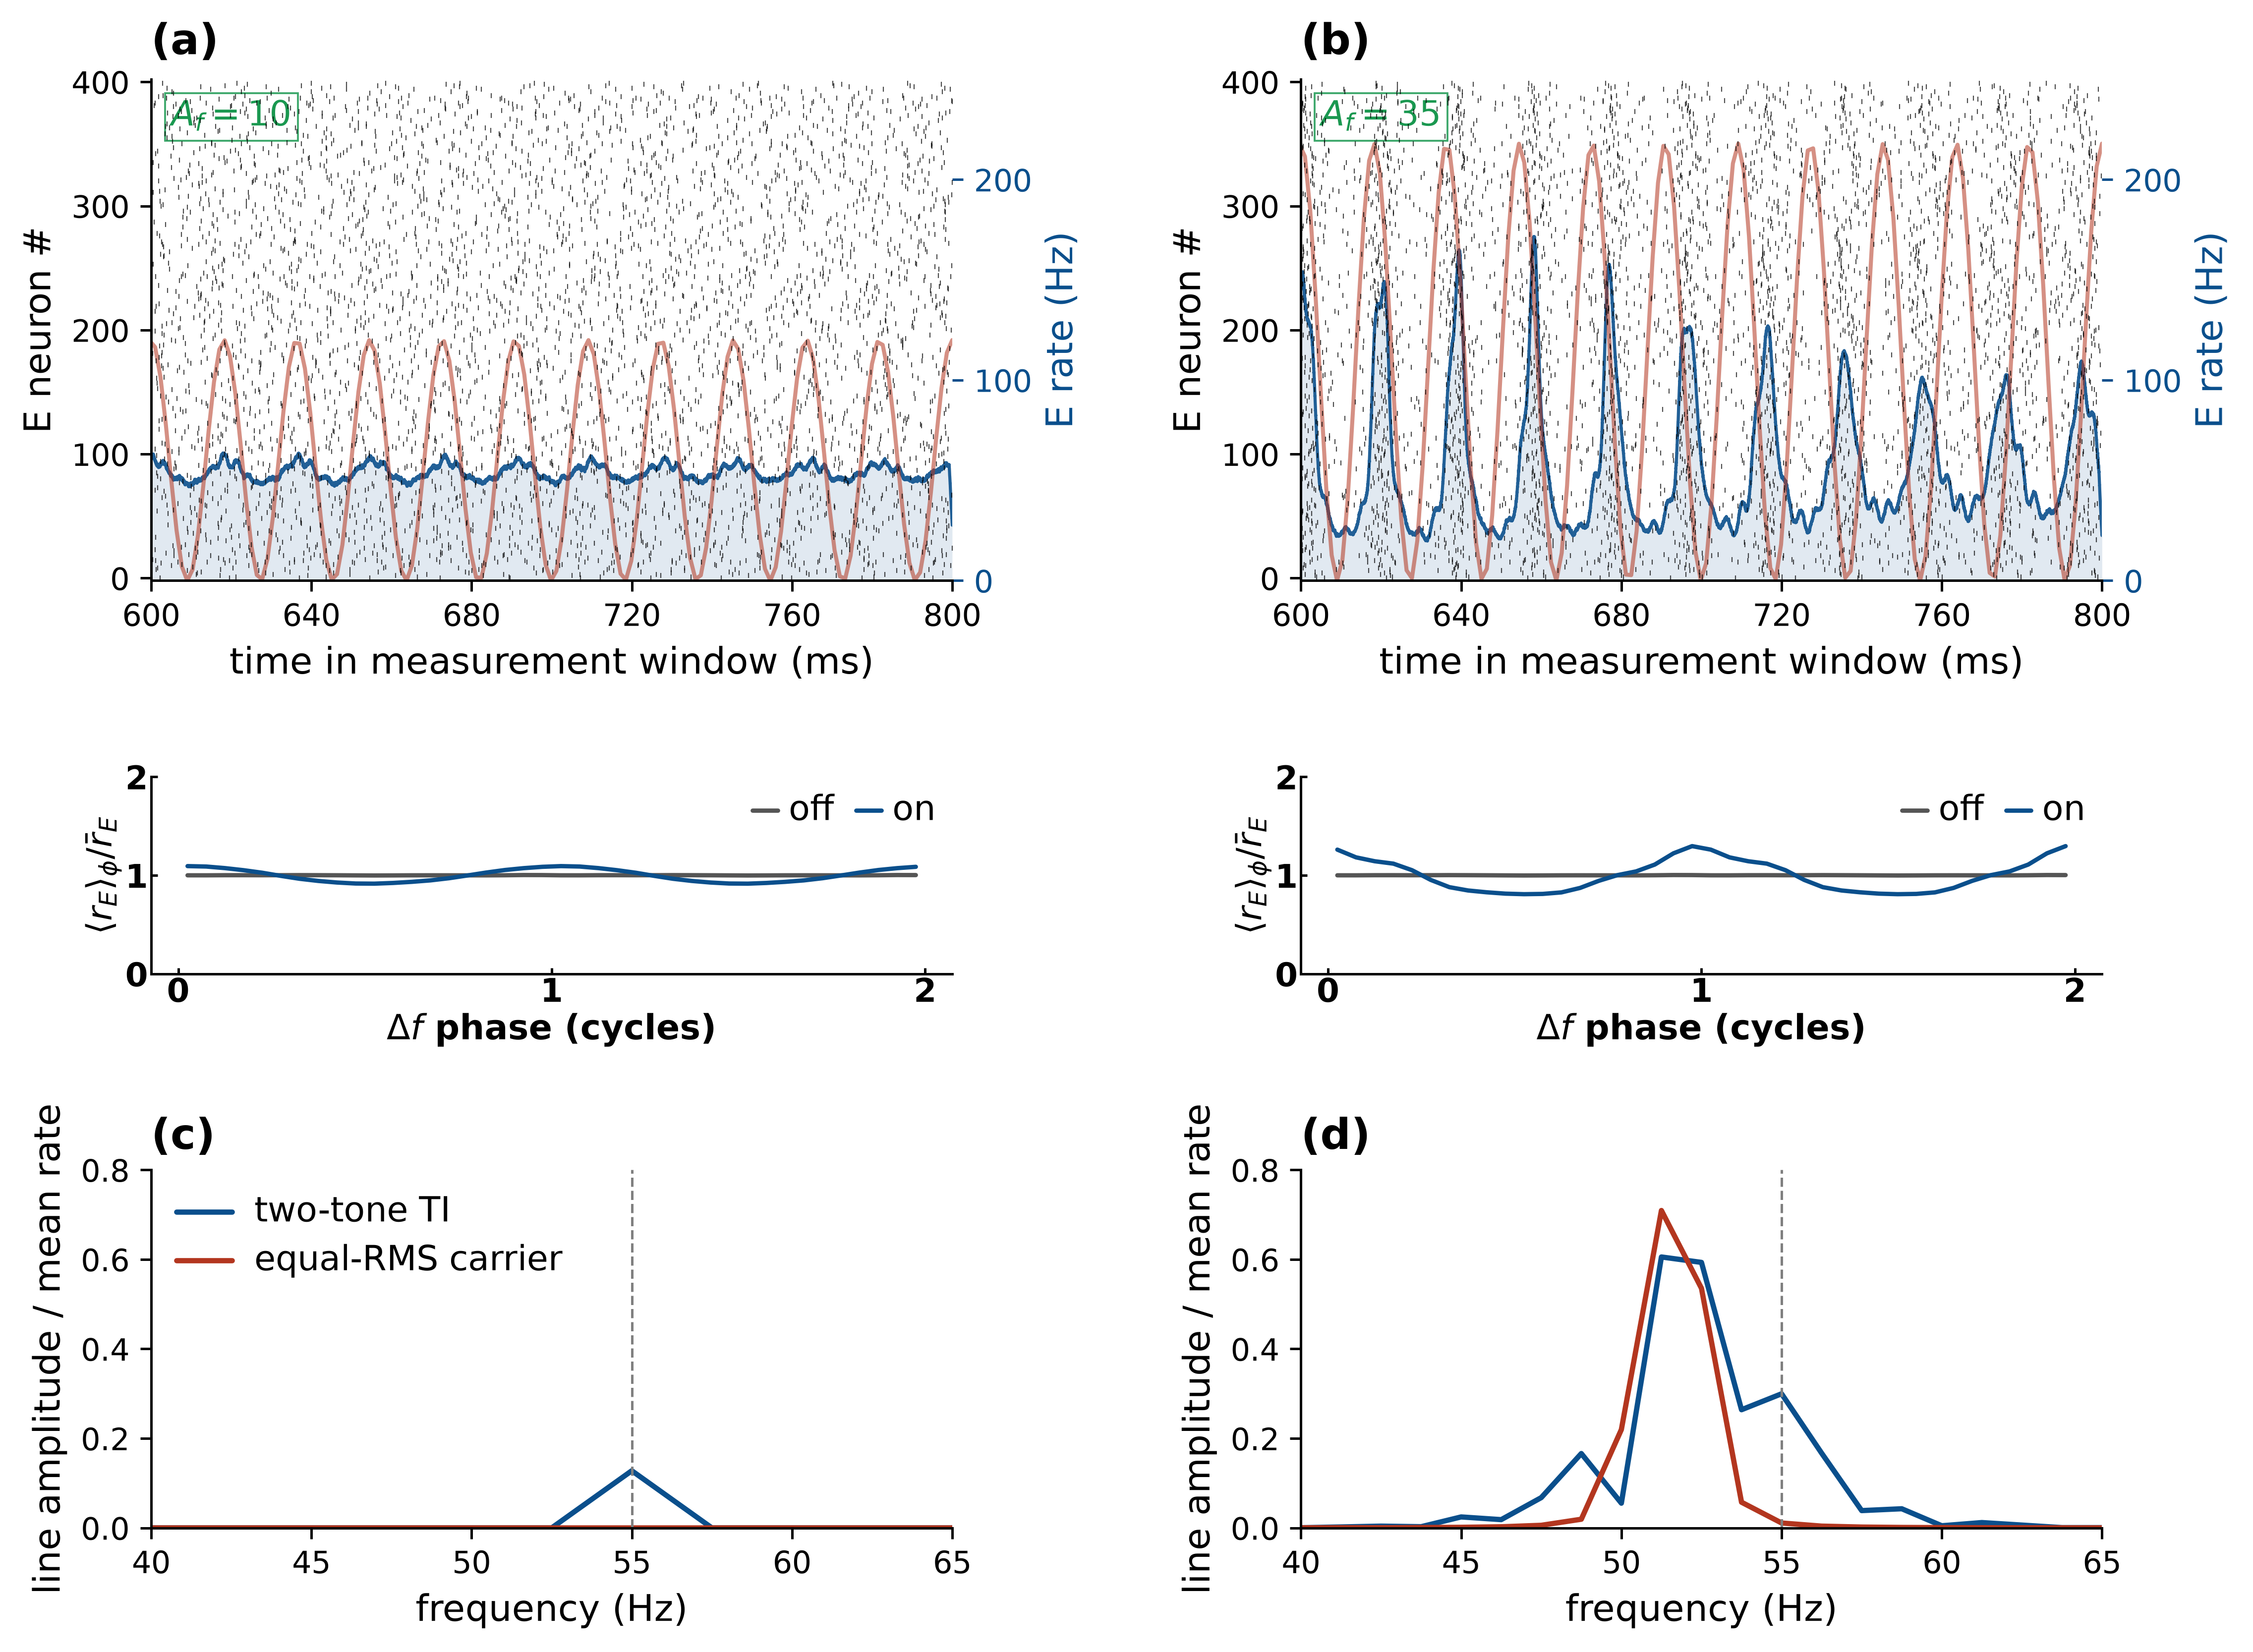 (a)
A_f = 10
400
300
200
100
0
E neuron #
200
100
0
E rate (Hz)
600 640 680 720 760 800
time in measurement window (ms)
(b)
A_f = 35
400
300
200
100
0
E neuron #
200
100
0
E rate (Hz)
600 640 680 720 760 800
time in measurement window (ms)
2
1
0
⟨r_E⟩_ϕ/r̄_E
off on
0 1 2
Δf phase (cycles)
2
1
0
⟨r_E⟩_ϕ/r̄_E
off on
0 1 2
Δf phase (cycles)
(c)
0.8
0.6
0.4
0.2
0.0
line amplitude / mean rate
two-tone TI
equal-RMS carrier
40 45 50 55 60 65
frequency (Hz)
(d)
0.8
0.6
0.4
0.2
0.0
line amplitude / mean rate
40 45 50 55 60 65
frequency (Hz)